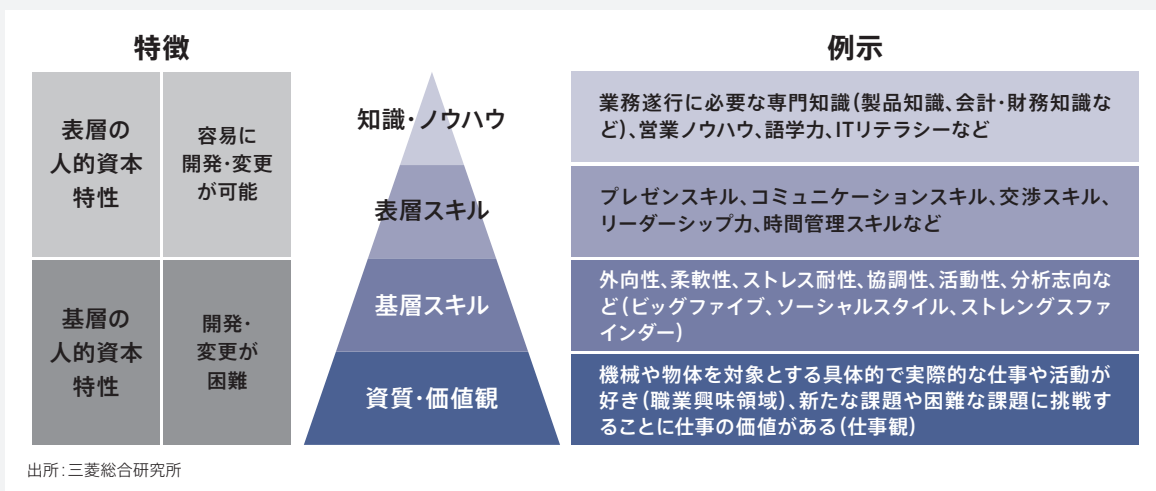 特徴
例示
表層の
人的資本
特性
容易に
開発・変更
が可能
知識・ノウハウ
業務遂行に必要な専門知識(製品知識、会計・財務知識な
ど)、営業ノウハウ、語学力、ITリテラシーなど
表層スキル
プレゼンスキル、コミュニケーションスキル、交渉スキル、
リーダーシップ力、時間管理スキルなど
基層の
人的資本
特性
開発・
変更が
困難
基層スキル
外向性、柔軟性、ストレス耐性、協調性、活動性、分析志向な
ど(ビッグファイブ、ソーシャルスタイル、ストレングスファ
インダー)
資質・価値観
機械や物体を対象とする具体的で実際的な仕事や活動が
好き(職業興味領域)、新たな課題や困難な課題に挑戦す
ることに仕事の価値がある(仕事観)
出所:三菱総合研究所